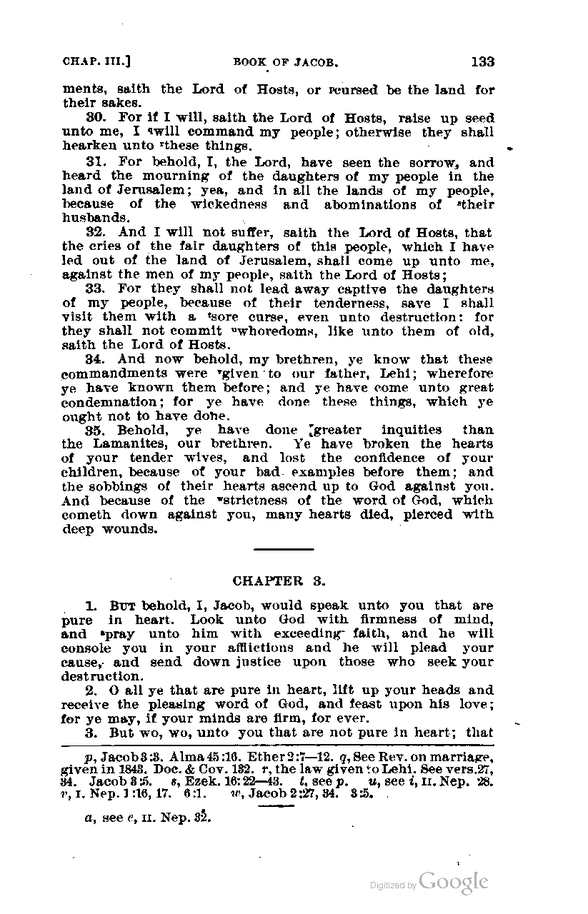 CHAP. III.] BOOK OF JACOB. 133
ments, saith the Lord of Hosts, or ᵖcursed be the land for
their sakes.
30. For if I will, saith the Lord of Hosts, raise up seed
unto me, I ᑫwill command my people; otherwise they shall
hearken unto ʳthese things.
31. For behold, I, the Lord, have seen the sorrow, and
heard the mourning of the daughters of my people in the
land of Jerusalem; yea, and in all the lands of my people,
because of the wickedness and abominations of ˢtheir
husbands.
32. And I will not suffer, saith the Lord of Hosts, that
the cries of the fair daughters of this people, which I have
led out of the land of Jerusalem, shall come up unto me,
against the men of my people, saith the Lord of Hosts;
33. For they shall not lead away captive the daughters
of my people, because of their tenderness, save I shall
visit them with a ᵗsore curse, even unto destruction: for
they shall not commit ᵘwhoredoms, like unto them of old,
saith the Lord of Hosts.
34. And now behold, my brethren, ye know that these
commandments were ᵛgiven to our father, Lehi; wherefore
ye have known them before; and ye have come unto great
condemnation; for ye have done these things, which ye
ought not to have done.
35. Behold, ye have done greater inquities than
the Lamanites, our brethren. Ye have broken the hearts
of your tender wives, and lost the confidence of your
children, because of your bad examples before them; and
the sobbings of their hearts ascend up to God against you.
And because of the ʷstrictness of the word of God, which
cometh down against you, many hearts died, pierced with
deep wounds.
CHAPTER 3.
1. BUT behold, I, Jacob, would speak unto you that are
pure in heart. Look unto God with firmness of mind,
and ᵃpray unto him with exceeding faith, and he will
console you in your afflictions and he will plead your
cause, and send down justice upon those who seek your
destruction.
2. O all ye that are pure in heart, lift up your heads and
receive the pleasing word of God, and feast upon his love;
for ye may, if your minds are firm, for ever.
3. But wo, wo, unto you that are not pure in heart; that
p, Jacob 3:3. Alma 45:16. Ether 2:7—12. q, See Rev. on marriage,
given in 1843. Doc. & Cov. 132. r, the law given to Lehi. See vers. 27,
34. Jacob 3:5. s, Ezek. 16: 22—43. t, see p. u, see i, II. Nep. 28.
v, I. Nep. 1:16, 17. 6:1. w, Jacob 2:27, 34. 3:5.
a, see e, II. Nep. 32.
Digitized by Google